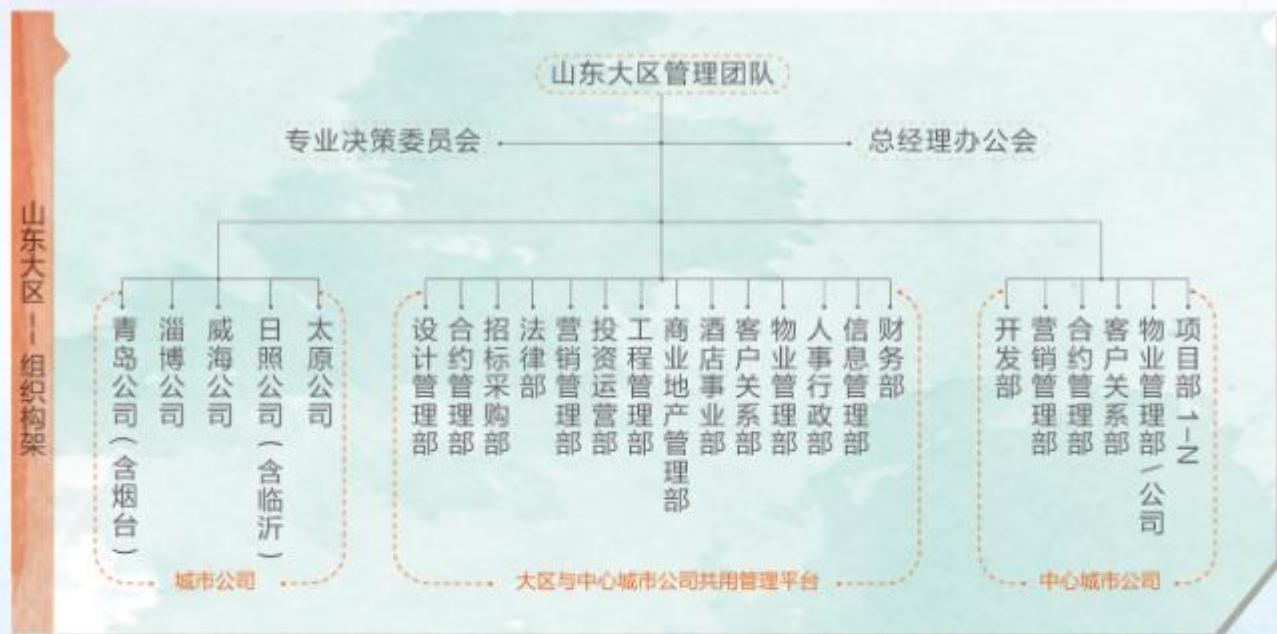 山东大区--组织构架
山东大区管理团队
专业决策委员会
总经理办公会
青岛公司(含烟台)
淄博公司
威海公司
日照公司(含临沂)
太原公司
城市公司
设计管理部
合约管理部
招标采购部
法律部
营销管理部
投资运营部
工程管理部
商业地产管理部
酒店事业部
客户关系部
物业管理部
人事行政部
信息管理部
财务部
大区与中心城市公司共用管理平台
开发部
营销管理部
合约管理部
客户关系部
物业管理部\公司
项目部 1-N
中心城市公司